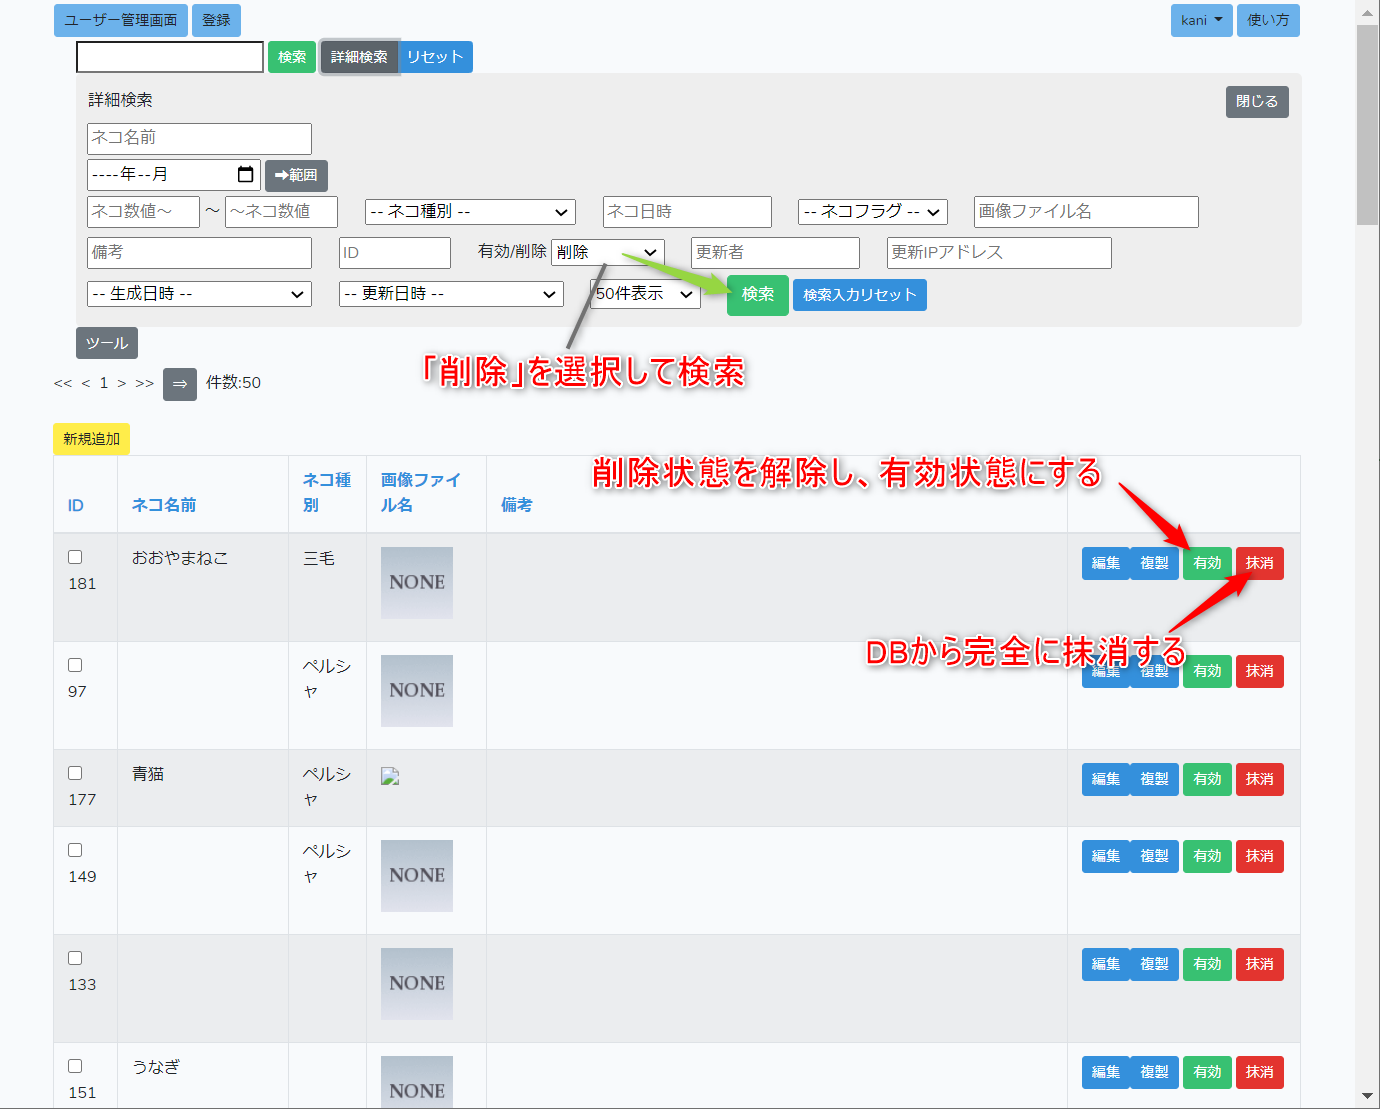 ユーザー管理画面 登録 kani 使い方
検索 詳細検索 リセット
詳細検索 閉じる
ネコ名前
----年--月 ➡範囲
ネコ数値～ ～ ～ネコ数値 -- ネコ種別 -- ネコ日時 -- ネコフラグ -- 画像ファイル名
備考 ID 有効/削除 削除 更新者 更新IPアドレス
-- 生成日時 -- -- 更新日時 -- 50件表示 検索 検索入力リセット
ツール
「削除」を選択して検索
<< < 1 > >> ⇒ 件数:50
新規追加
削除状態を解除し、有効状態にする
ID ネコ名前 ネコ種別 画像ファイル名 備考
181 おおやまねこ 三毛 NONE 編集 複製 有効 抹消
DBから完全に抹消する
97 ペルシャ NONE 編集 複製 有効 抹消
177 青猫 ペルシャ 編集 複製 有効 抹消
149 ペルシャ NONE 編集 複製 有効 抹消
133 NONE 編集 複製 有効 抹消
151 うなぎ NONE 編集 複製 有効 抹消